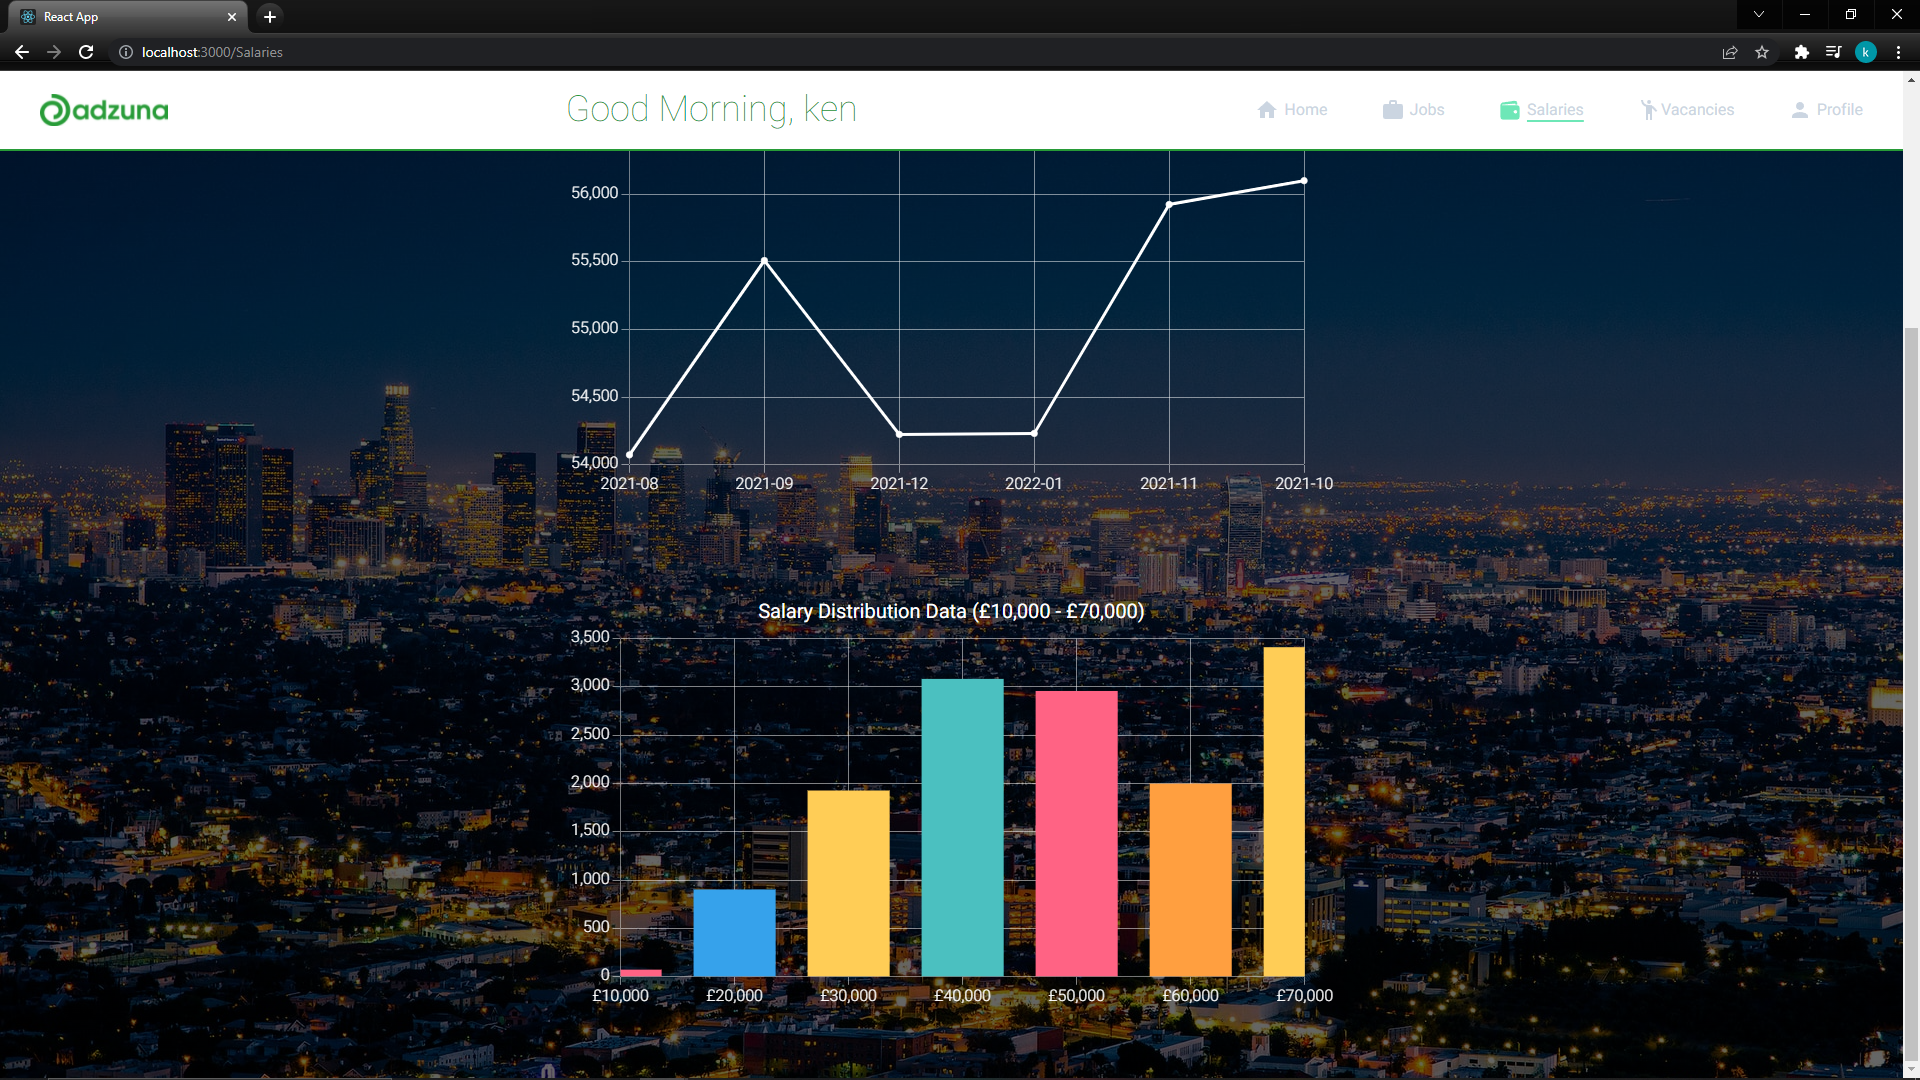 React App
localhost:3000/Salaries
k
adzuna
Good Morning, ken
Home
Jobs
Salaries
Vacancies
Profile
56,000
55,500
55,000
54,500
54,000
2021-08 2021-09 2021-12 2022-01 2021-11 2021-10
Salary Distribution Data (£10,000 - £70,000)
3,500
3,000
2,500
2,000
1,500
1,000
500
0
£10,000 £20,000 £30,000 £40,000 £50,000 £60,000 £70,000